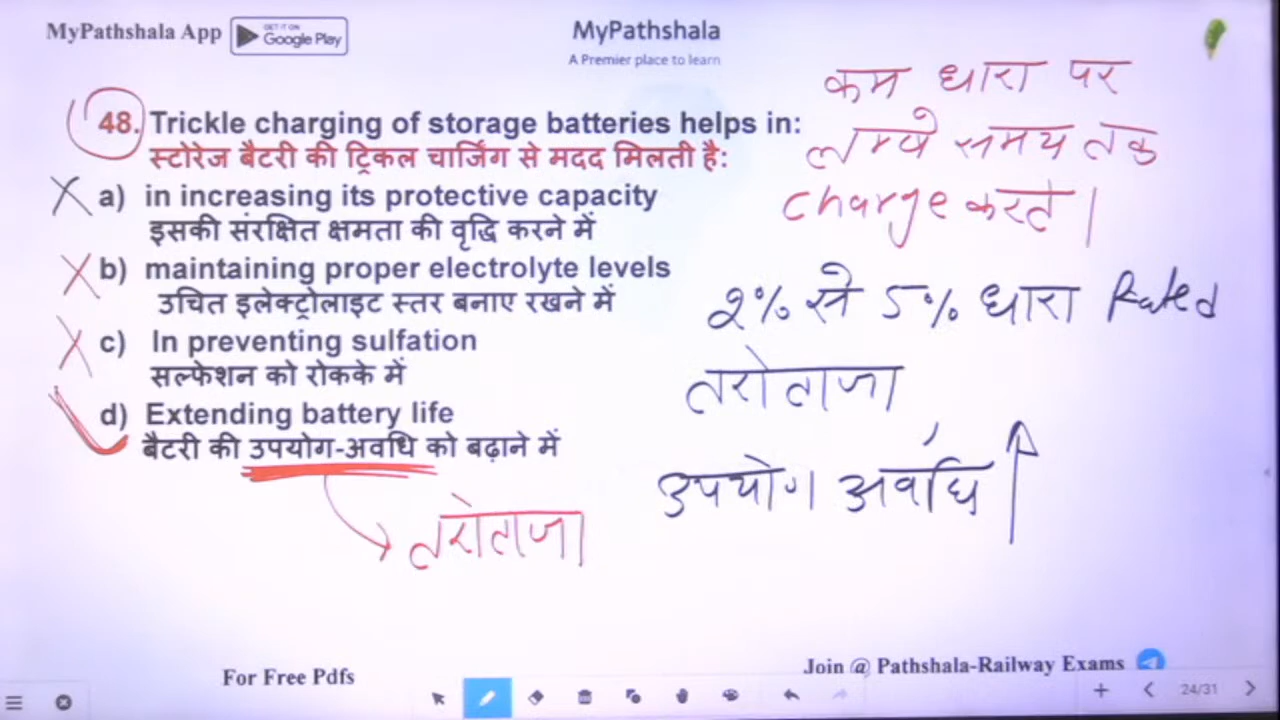 MyPathshala App
GET IT ON
Google Play
MyPathshala
A Premier place to learn
48. Trickle charging of storage batteries helps in:
स्टोरेज बैटरी की ट्रिकल चार्जिंग से मदद मिलती है:
a) in increasing its protective capacity
इसकी संरक्षित क्षमता की वृद्धि करने में
b) maintaining proper electrolyte levels
उचित इलेक्ट्रोलाइट स्तर बनाए रखने में
c) In preventing sulfation
सल्फेशन को रोकके में
d) Extending battery life
बैटरी की उपयोग-अवधि को बढ़ाने में
तरोताजा
कम धारा पर
लम्बे समय तक
charge करते।
2% से 5% धारा Rated
तरोताजा
उपयोग अवधि
For Free Pdfs
Join @ Pathshala-Railway Exams
24/31